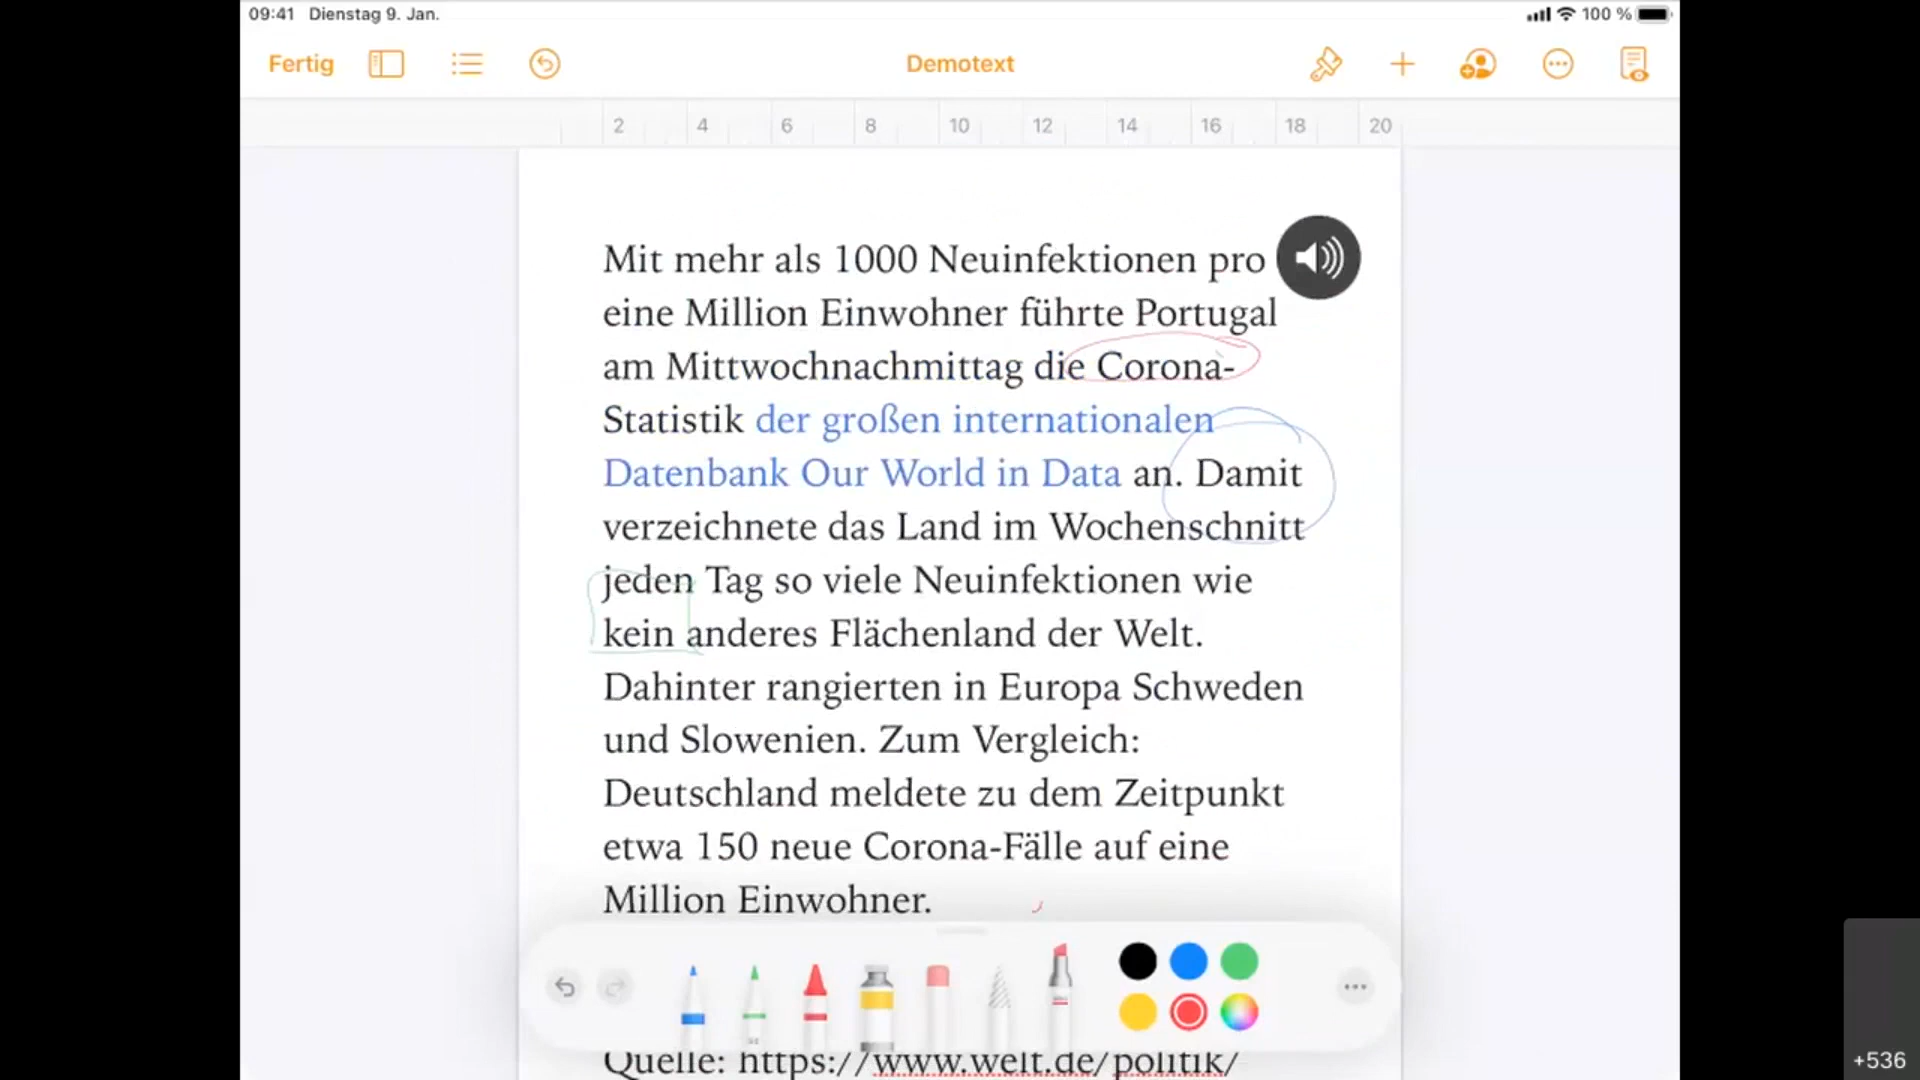 09:41 Dienstag 9. Jan.
100 %
Fertig
Demotext
2 4 6 8 10 12 14 16 18 20
Mit mehr als 1000 Neuinfektionen pro
eine Million Einwohner führte Portugal
am Mittwochnachmittag die Corona-
Statistik der großen internationalen
Datenbank Our World in Data an. Damit
verzeichnete das Land im Wochenschnitt
jeden Tag so viele Neuinfektionen wie
kein anderes Flächenland der Welt.
Dahinter rangierten in Europa Schweden
und Slowenien. Zum Vergleich:
Deutschland meldete zu dem Zeitpunkt
etwa 150 neue Corona-Fälle auf eine
Million Einwohner.
Quelle: https://www.welt.de/politik/
+536